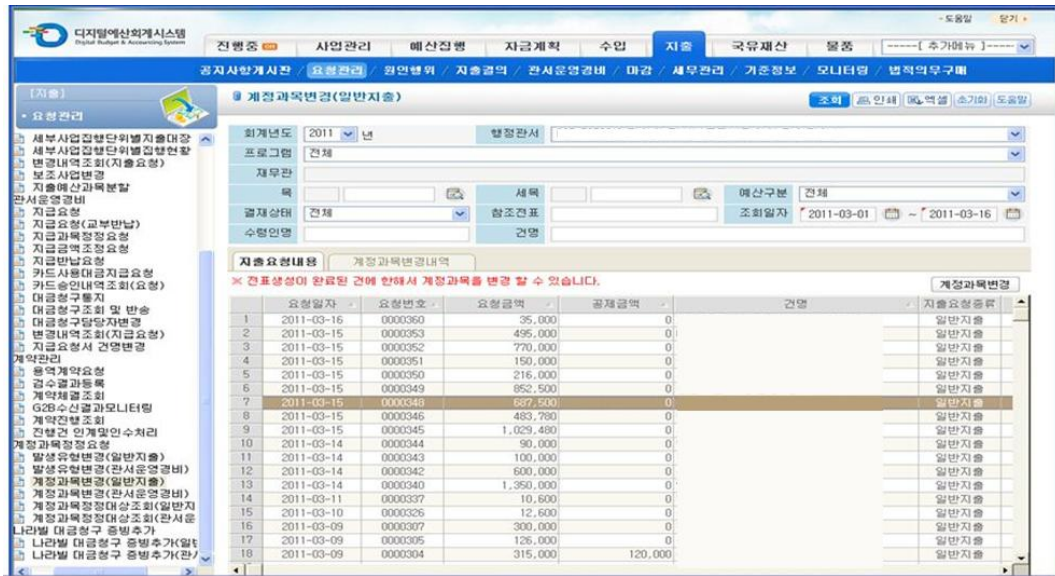 - 도움말 닫기
디지털예산회계시스템
Digital Budget & Accounting System
진행중 사업관리 예산집행 자금계획 수입 지출 국유재산 물품 -----[ 추가메뉴 ]-----
공지사항게시판 / 요청관리 / 원인행위 / 지출결의 / 관서운영경비 / 마감 / 세무관리 / 기준정보 / 모니터링 / 법적의무구매
[지출]
• 요청관리
세부사업집행단위별지출대장
세부사업집행단위별집행현황
변경내역조회(지출요청)
보조사업변경
지출예산과목분할
관서운영경비
지급요청
지급요청(교부반납)
지급과목정정요청
지급금액조정요청
지급반납요청
카드사용대금지급요청
카드승인내역조회(요청)
대금청구통지
대금청구조회 및 반송
대금청구담당자변경
변경내역조회(지급요청)
지급요청서 건명변경
계약관리
용역계약요청
검수결과등록
계약체결조회
G2B수신결과모니터링
계약진행조회
진행건 인계및인수처리
계정과목정정요청
발생유형변경(일반지출)
발생유형변경(관서운영경비)
계정과목변경(일반지출)
계정과목변경(관서운영경비)
계정과목정정대상조회(일반지
계정과목정정대상조회(관서운
나라빌 대금청구 증빙추가
나라빌 대금청구 증빙추가(일반
나라빌 대금청구 증빙추가(관서
계정과목변경(일반지출) 조회 인쇄 엑셀 초기화 도움말
회계년도 2011 년 행정관서
프로그램 전체
재무관
목 세목 예산구분 전체
결재상태 전체 참조전표 조회일자 2011-03-01 ~ 2011-03-16
수령인명 건명
지출요청내용 계정과목변경내역
※ 전표생성이 완료된 건에 한해서 계정과목을 변경 할 수 있습니다. 계정과목변경
요청일자 요청번호 요청금액 공제금액 건명 지출요청종류
1 2011-03-16 0000360 35,000 0 일반지출
2 2011-03-15 0000353 495,000 0 일반지출
3 2011-03-15 0000352 770,000 0 일반지출
4 2011-03-15 0000351 150,000 0 일반지출
5 2011-03-15 0000350 216,000 0 일반지출
6 2011-03-15 0000349 852,500 0 일반지출
7 2011-03-15 0000348 687,500 0 일반지출
8 2011-03-15 0000346 483,780 0 일반지출
9 2011-03-15 0000345 1,029,480 0 일반지출
10 2011-03-14 0000344 90,000 0 일반지출
11 2011-03-14 0000343 100,000 0 일반지출
12 2011-03-14 0000342 600,000 0 일반지출
13 2011-03-14 0000340 1,350,000 0 일반지출
14 2011-03-11 0000337 10,600 0 일반지출
15 2011-03-10 0000326 12,600 0 일반지출
16 2011-03-09 0000307 300,000 0 일반지출
17 2011-03-09 0000305 126,000 0 일반지출
18 2011-03-09 0000304 315,000 120,000 일반지출